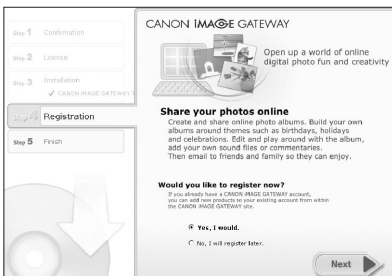 Step 1 Confirmation
Step 2 License
Step 3 Installation
✓ CANON iMAGE GATEWAY
Step 4 Registration
Step 5 Finish
CANON iMAGE GATEWAY
Open up a world of online
digital photo fun and creativity
Share your photos online
Create and share online photo albums. Build your own
albums around themes such as birthdays, holidays
and celebrations. Edit and play around with the album,
add your own sound files or commentaries.
Then email to friends and family so they can enjoy.
Would you like to register now?
If you already have a CANON iMAGE GATEWAY account,
you can add new products to your existing account from within
the CANON iMAGE GATEWAY site.
Yes, I would.
No, I will register later.
Next